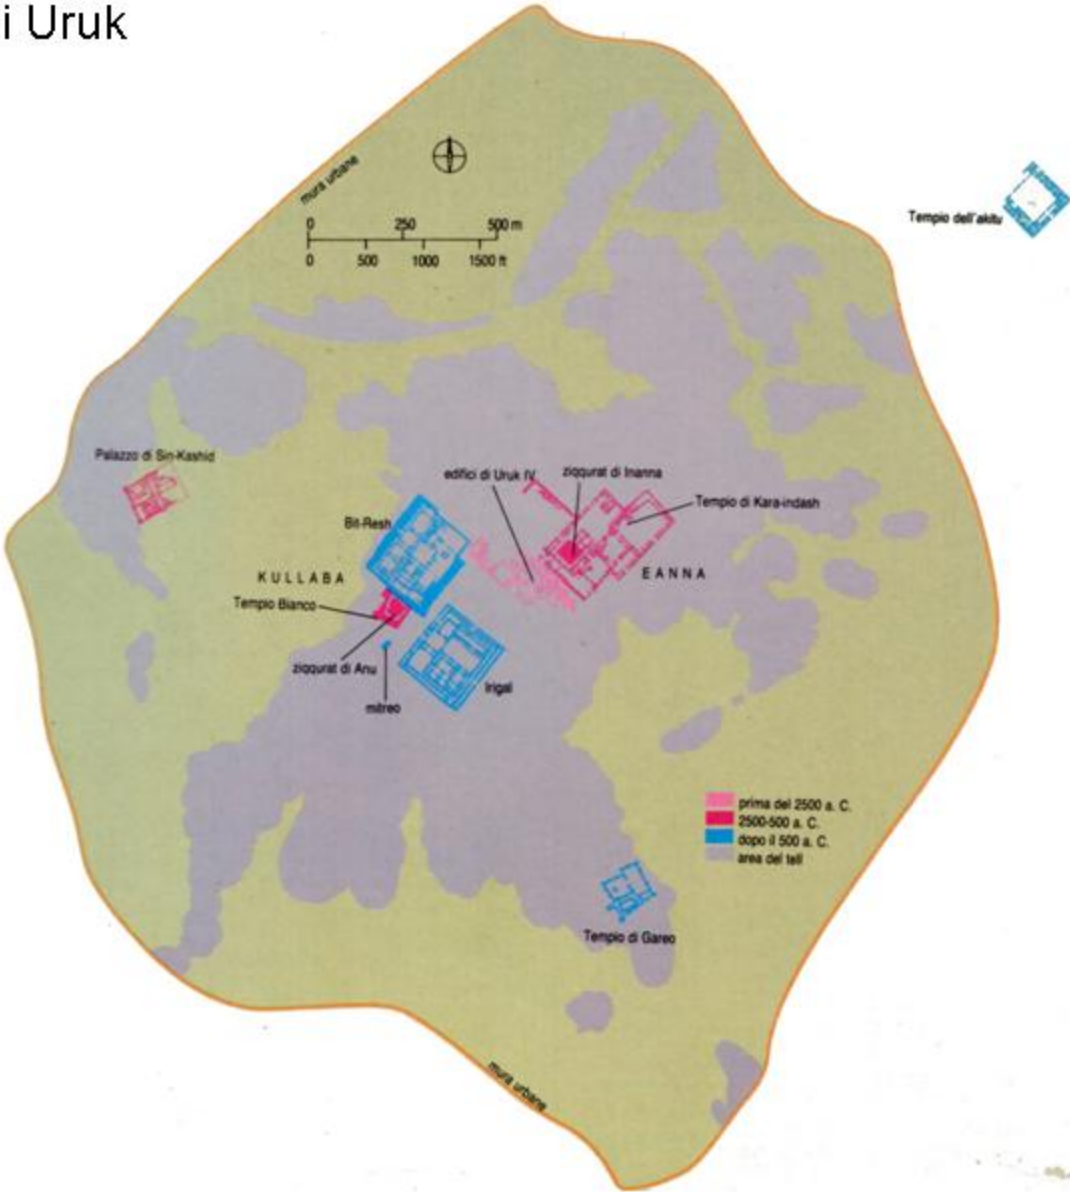 i Uruk
mura urbane
0 250 500 m
0 500 1000 1500 ft
Tempio dell'akitu
Palazzo di Sin-Kashid
edifici di Uruk IV
ziqqurat di Inanna
Tempio di Kara-indash
Bit-Resh
KULLABA
EANNA
Tempio Bianco
ziqqurat di Anu
Irigal
mitreo
prima del 2500 a. C.
2500-500 a. C.
dopo il 500 a. C.
area del tell
Tempio di Gareo
mura urbane